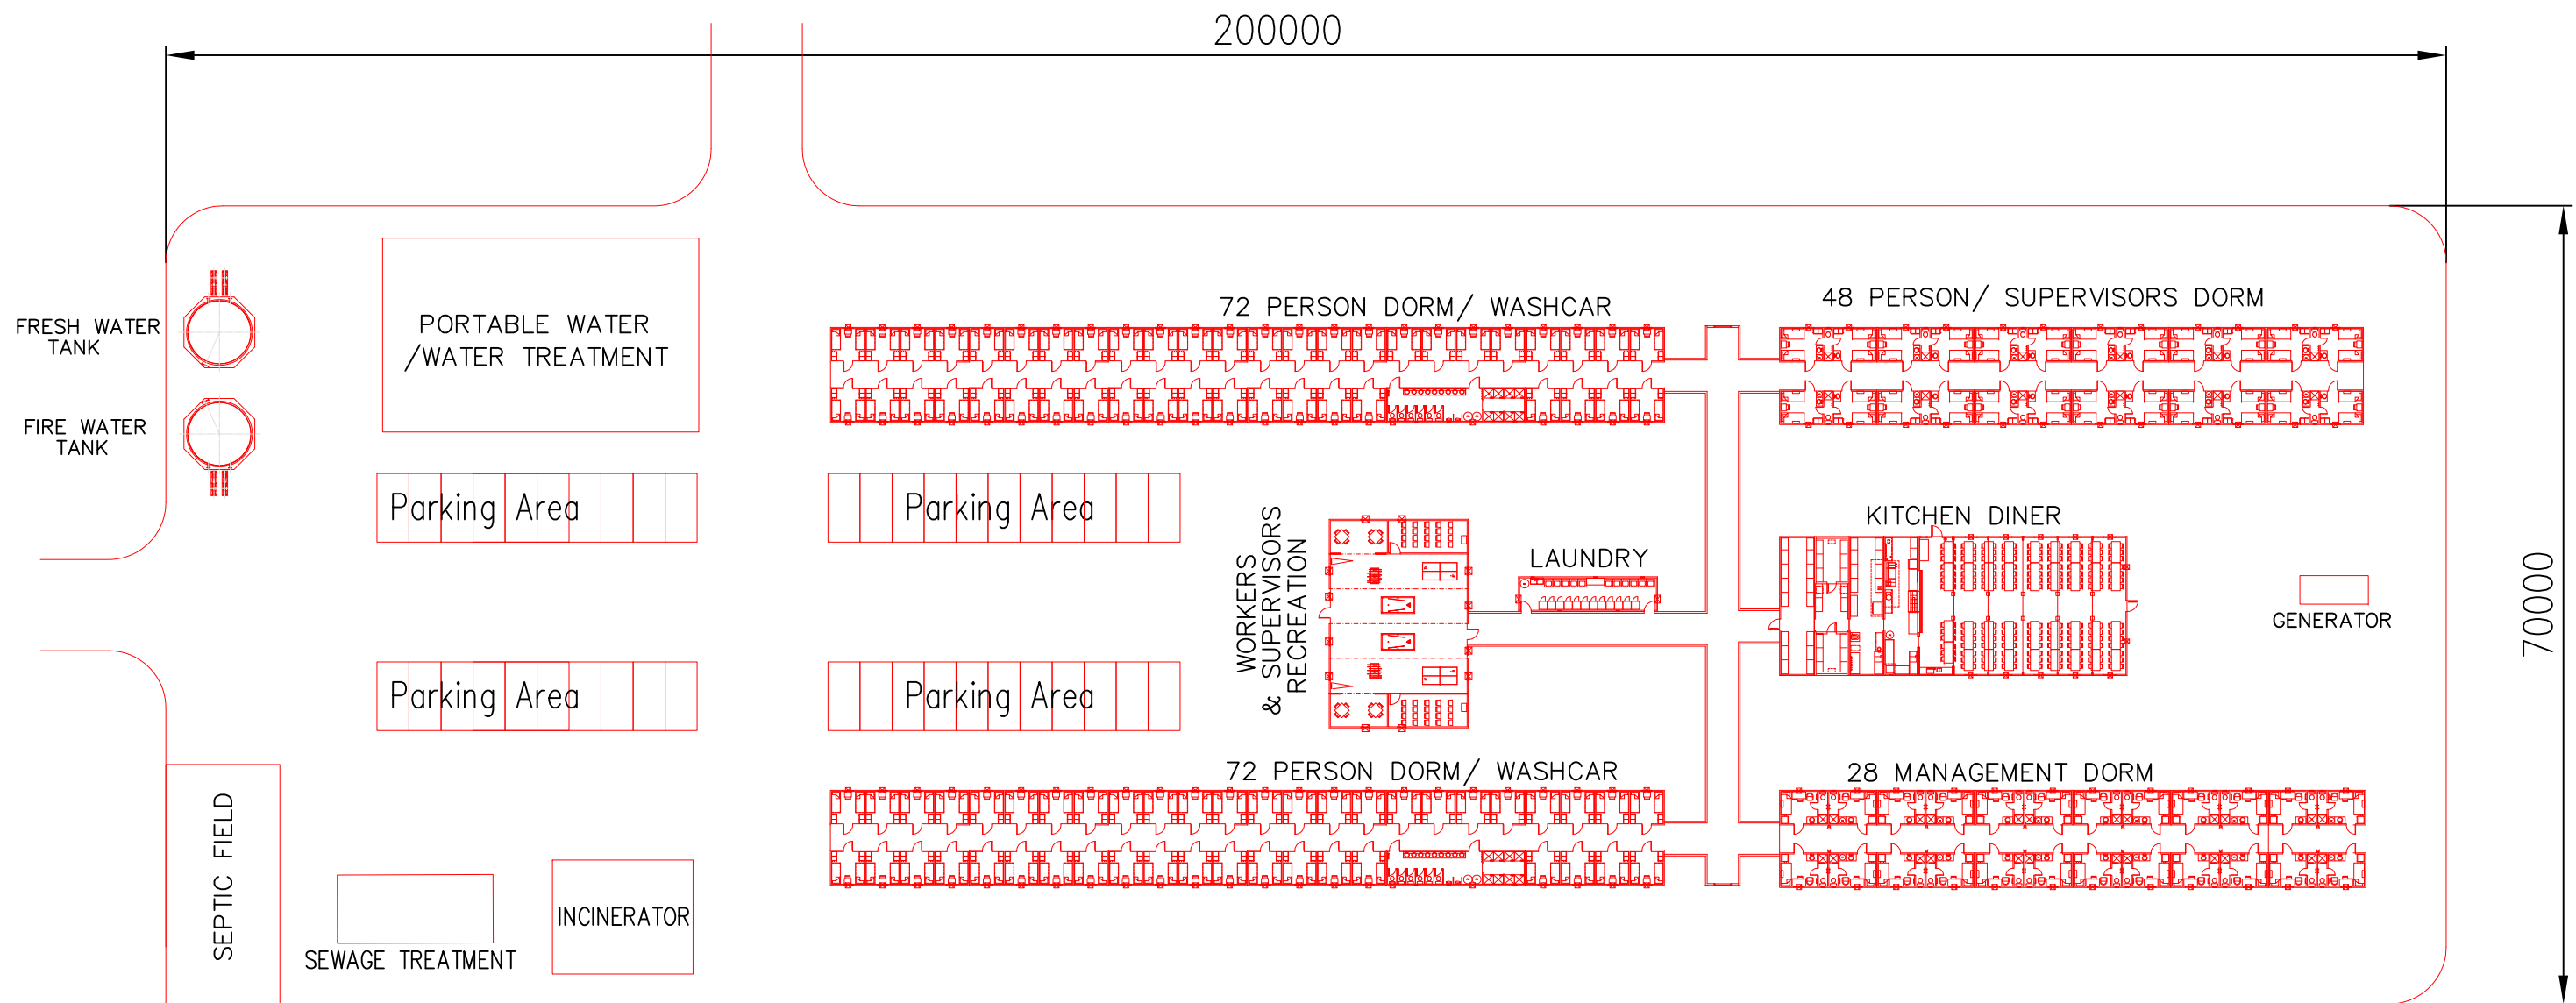 200000
72 PERSON DORM/ WASHCAR
48 PERSON/ SUPERVISORS DORM
FRESH WATER
TANK
PORTABLE WATER
/WATER TREATMENT
FIRE WATER
TANK
Parking Area
Parking Area
KITCHEN DINER
WORKERS
& SUPERVISORS
RECREATION
LAUNDRY
GENERATOR
70000
Parking Area
Parking Area
72 PERSON DORM/ WASHCAR
28 MANAGEMENT DORM
SEPTIC FIELD
SEWAGE TREATMENT
INCINERATOR